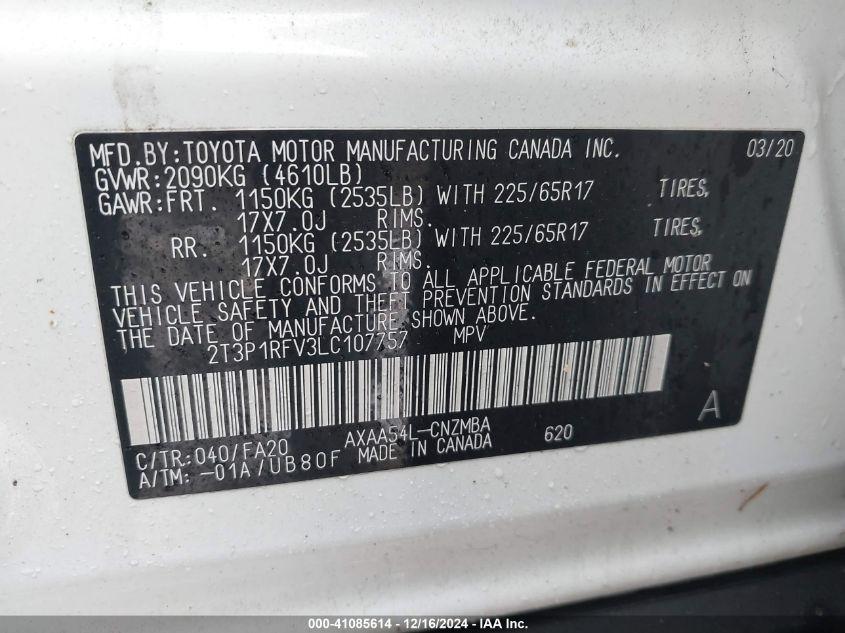 MFD.BY:TOYOTA MOTOR MANUFACTURING CANADA INC. 03/20
GVWR:2090KG (4610LB)
GAWR:FRT. 1150KG (2535LB) WITH 225/65R17 TIRES,
17X7.0J RIMS.
RR. 1150KG (2535LB) WITH 225/65R17 TIRES,
17X7.0J RIMS.
THIS VEHICLE CONFORMS TO ALL APPLICABLE FEDERAL MOTOR
VEHICLE SAFETY AND THEFT PREVENTION STANDARDS IN EFFECT ON
THE DATE OF MANUFACTURE SHOWN ABOVE.
2T3P1RFV3LC107757 MPV
A
C/TR:040/FA20 AXAA54L-CNZMBA 620
A/TM:-01A/UB80F MADE IN CANADA
000-41085614 - 12/16/2024 - IAA Inc.